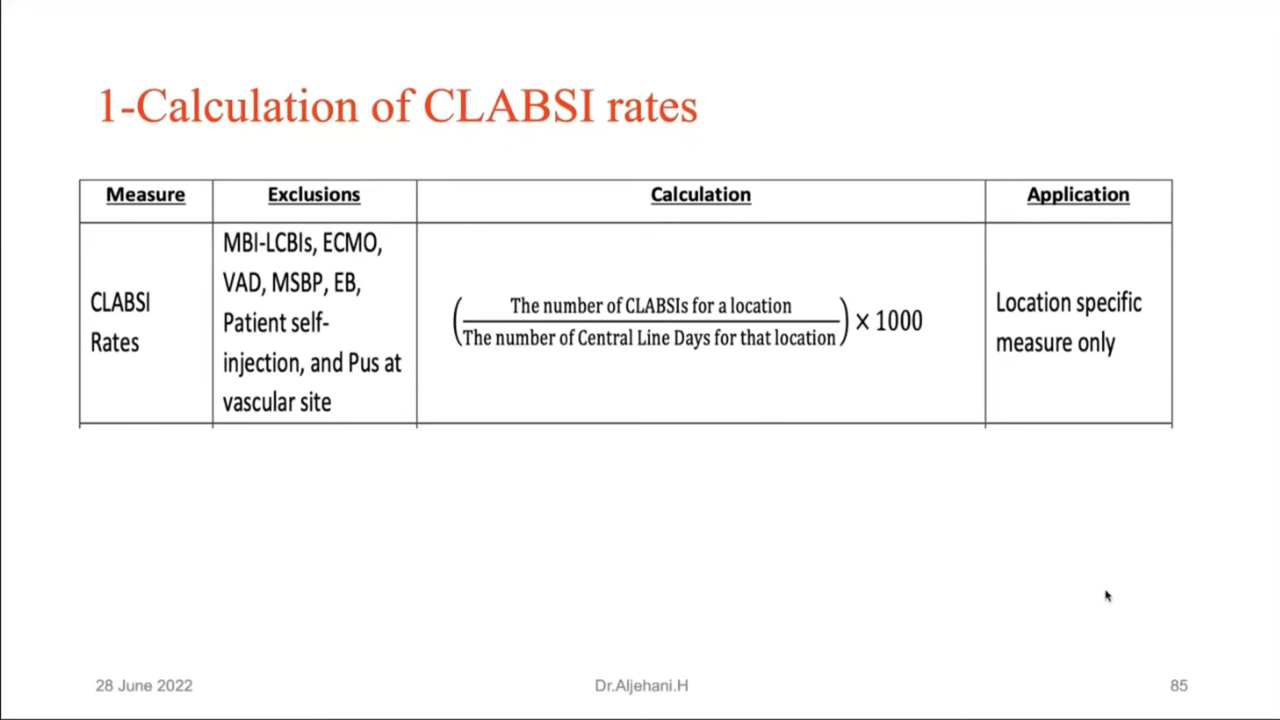 1-Calculation of CLABSI rates
Measure
Exclusions
Calculation
Application
CLABSI
Rates
MBI-LCBIs, ECMO,
VAD, MSBP, EB,
Patient self-
injection, and Pus at
vascular site
(The number of CLABSIs for a location
The number of Central Line Days for that location) × 1000
Location specific
measure only
28 June 2022
Dr.Aljehani.H
85